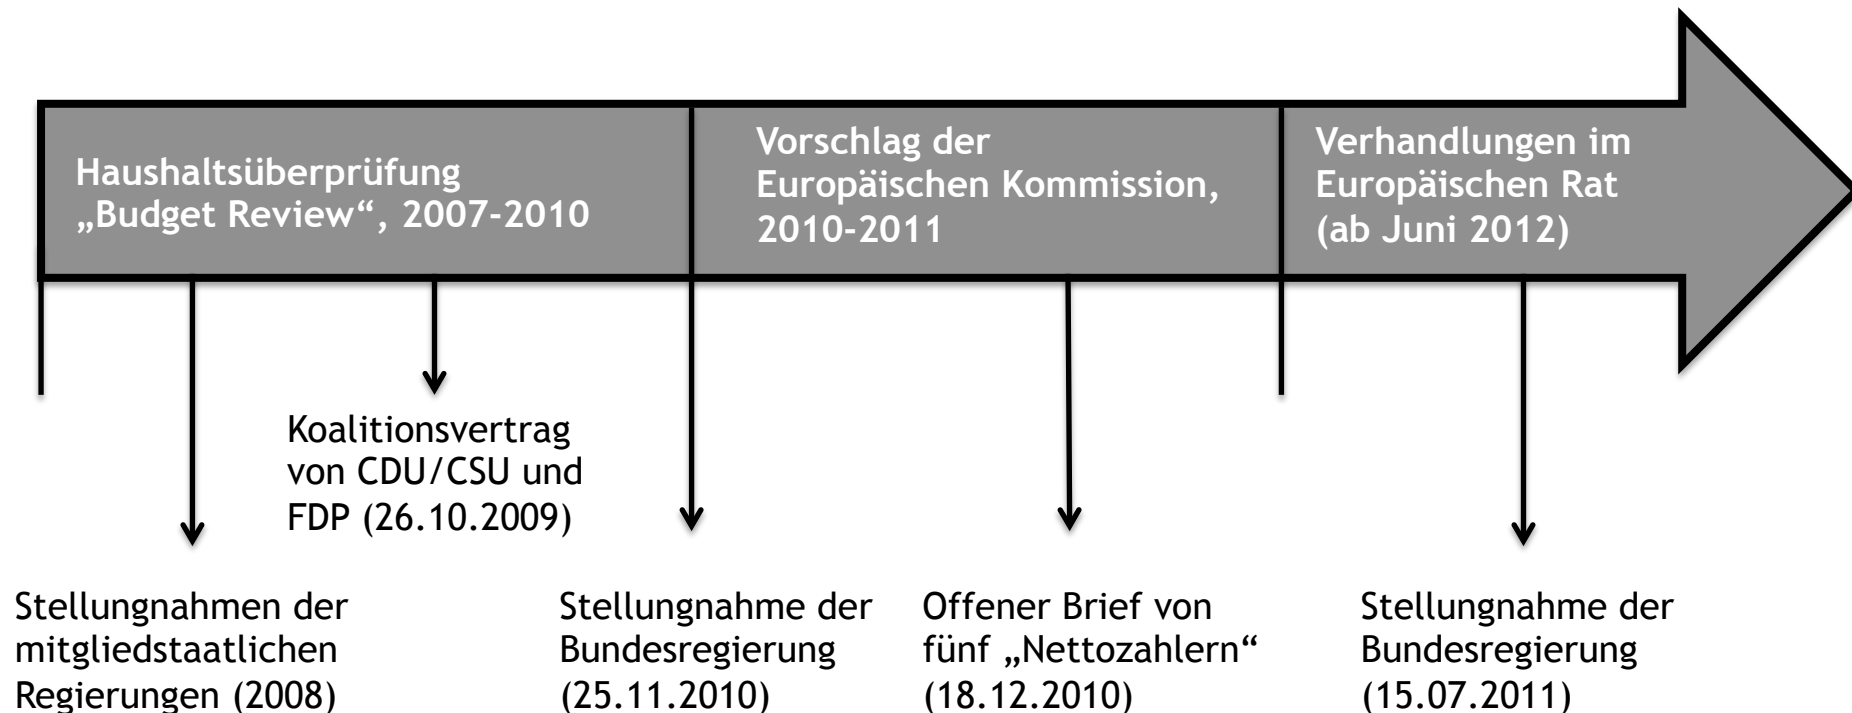 Haushaltsüberprüfung
„Budget Review“, 2007-2010
Vorschlag der
Europäischen Kommission,
2010-2011
Verhandlungen im
Europäischen Rat
(ab Juni 2012)
Koalitionsvertrag
von CDU/CSU und
FDP (26.10.2009)
Stellungnahmen der
mitgliedstaatlichen
Regierungen (2008)
Stellungnahme der
Bundesregierung
(25.11.2010)
Offener Brief von
fünf „Nettozahlern“
(18.12.2010)
Stellungnahme der
Bundesregierung
(15.07.2011)